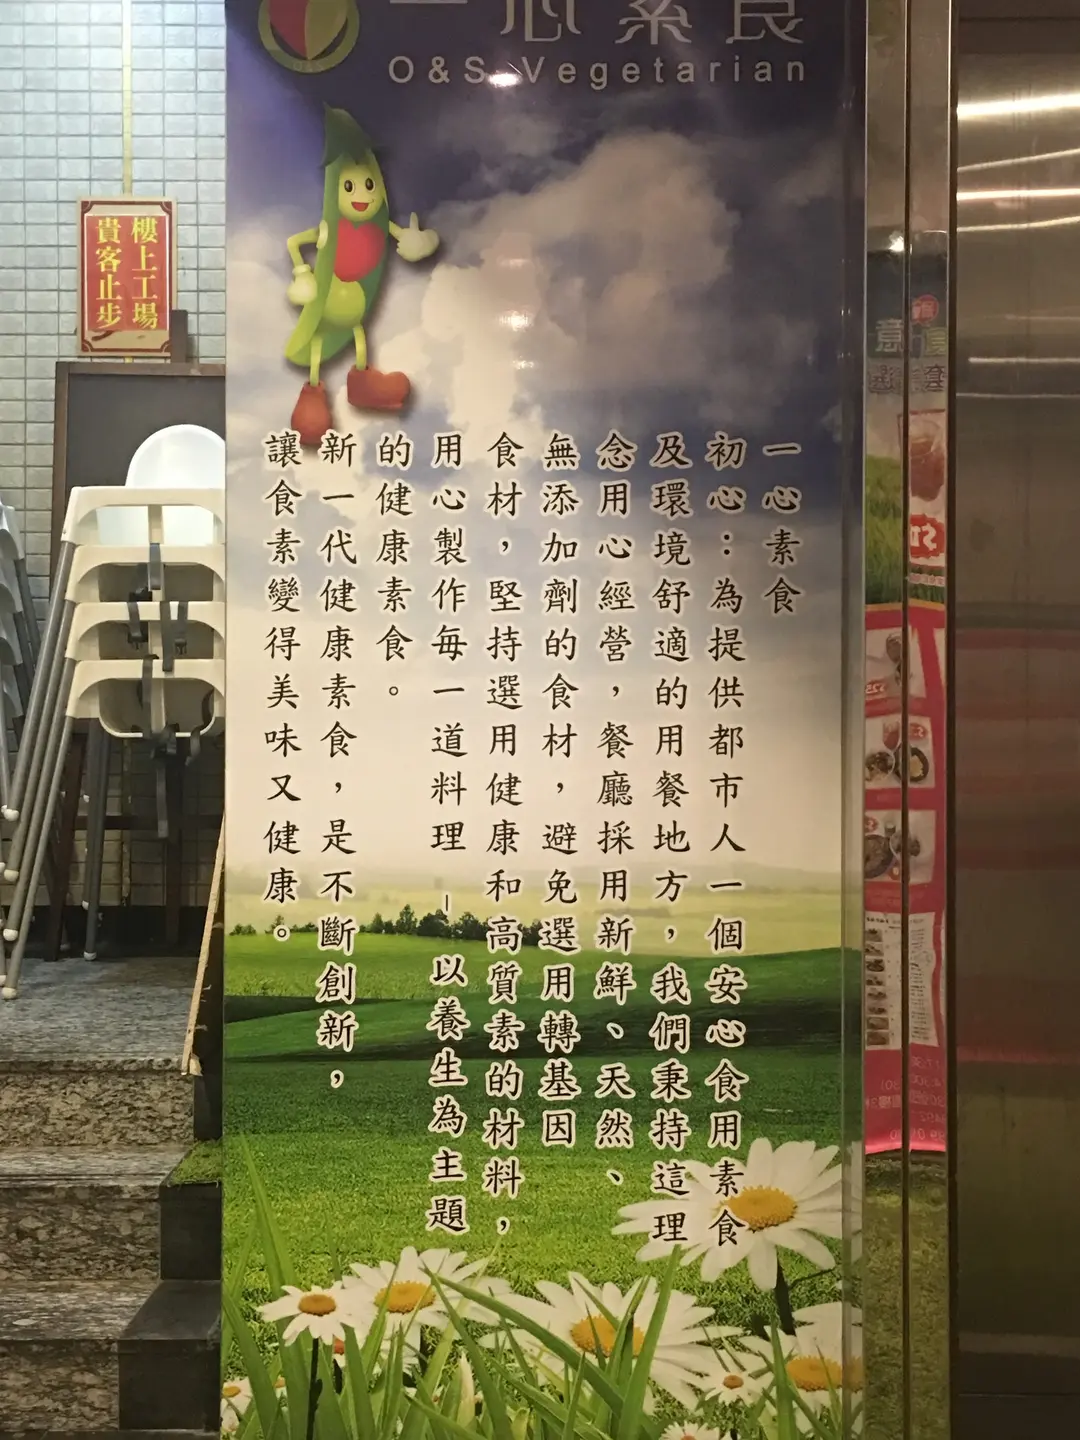 一心素食
O&S Vegetarian
樓上工場
貴客止步
一心素食
初心：為提供都市人一個安心食用素食
及環境舒適的用餐地方，我們秉持這理
念用心經營，餐廳採用新鮮、天然、
無添加劑的食材，避免選用轉基因
食材，堅持選用健康和高質素的材料，
用心製作每一道料理 –以養生為主題
的健康素食。
新一代健康素食，是不斷創新，
讓食素變得美味又健康。